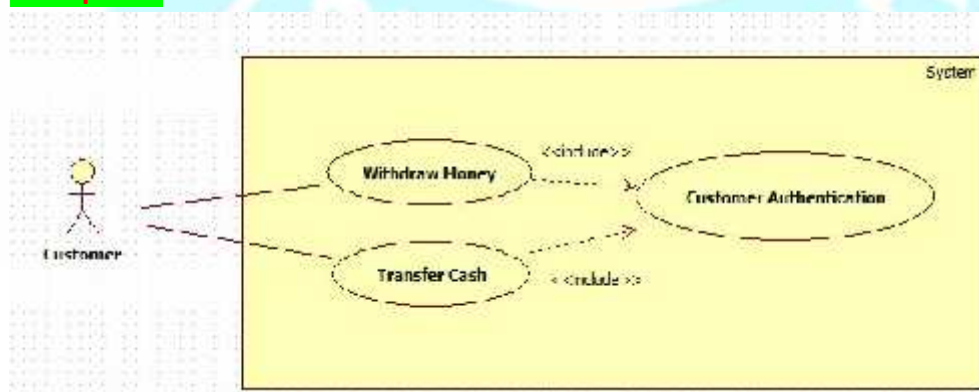 System
<<include>>
Withdraw Money
Customer Authentication
Customer
Transfer Cash
<<include>>